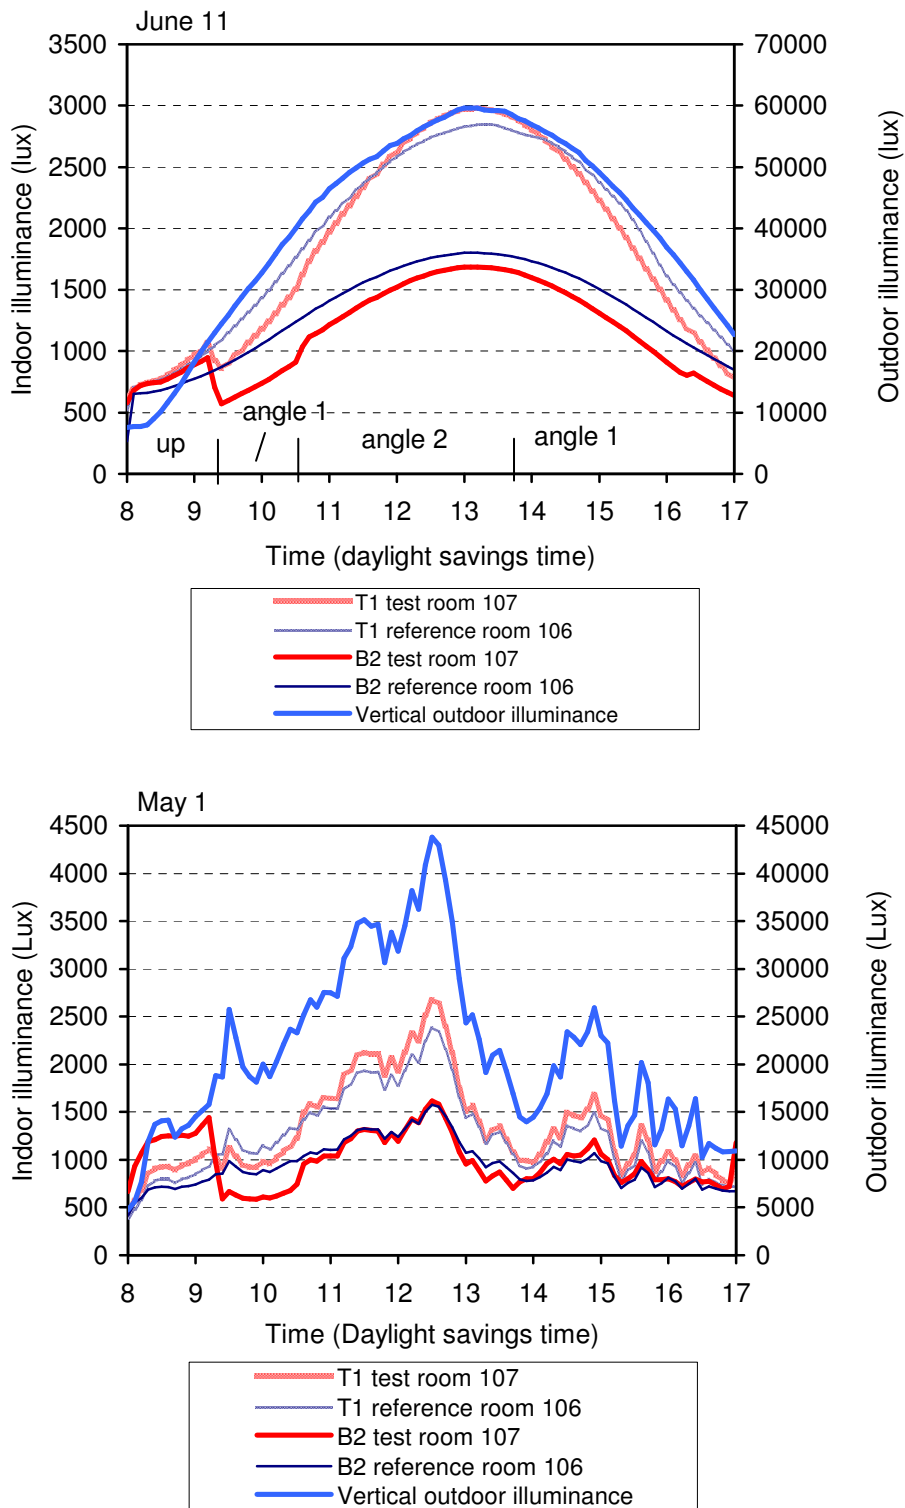 June 11
3500 70000
3000 60000
2500 50000
2000 40000
1500 30000
1000 20000
500 10000
0 0
Indoor illuminance (lux)
Outdoor illuminance (lux)
up
angle 1
angle 2
angle 1
8 9 10 11 12 13 14 15 16 17
Time (daylight savings time)
T1 test room 107
T1 reference room 106
B2 test room 107
B2 reference room 106
Vertical outdoor illuminance
May 1
4500 45000
4000 40000
3500 35000
3000 30000
2500 25000
2000 20000
1500 15000
1000 10000
500 5000
0 0
Indoor illuminance (Lux)
Outdoor illuminance (Lux)
8 9 10 11 12 13 14 15 16 17
Time (Daylight savings time)
T1 test room 107
T1 reference room 106
B2 test room 107
B2 reference room 106
Vertical outdoor illuminance